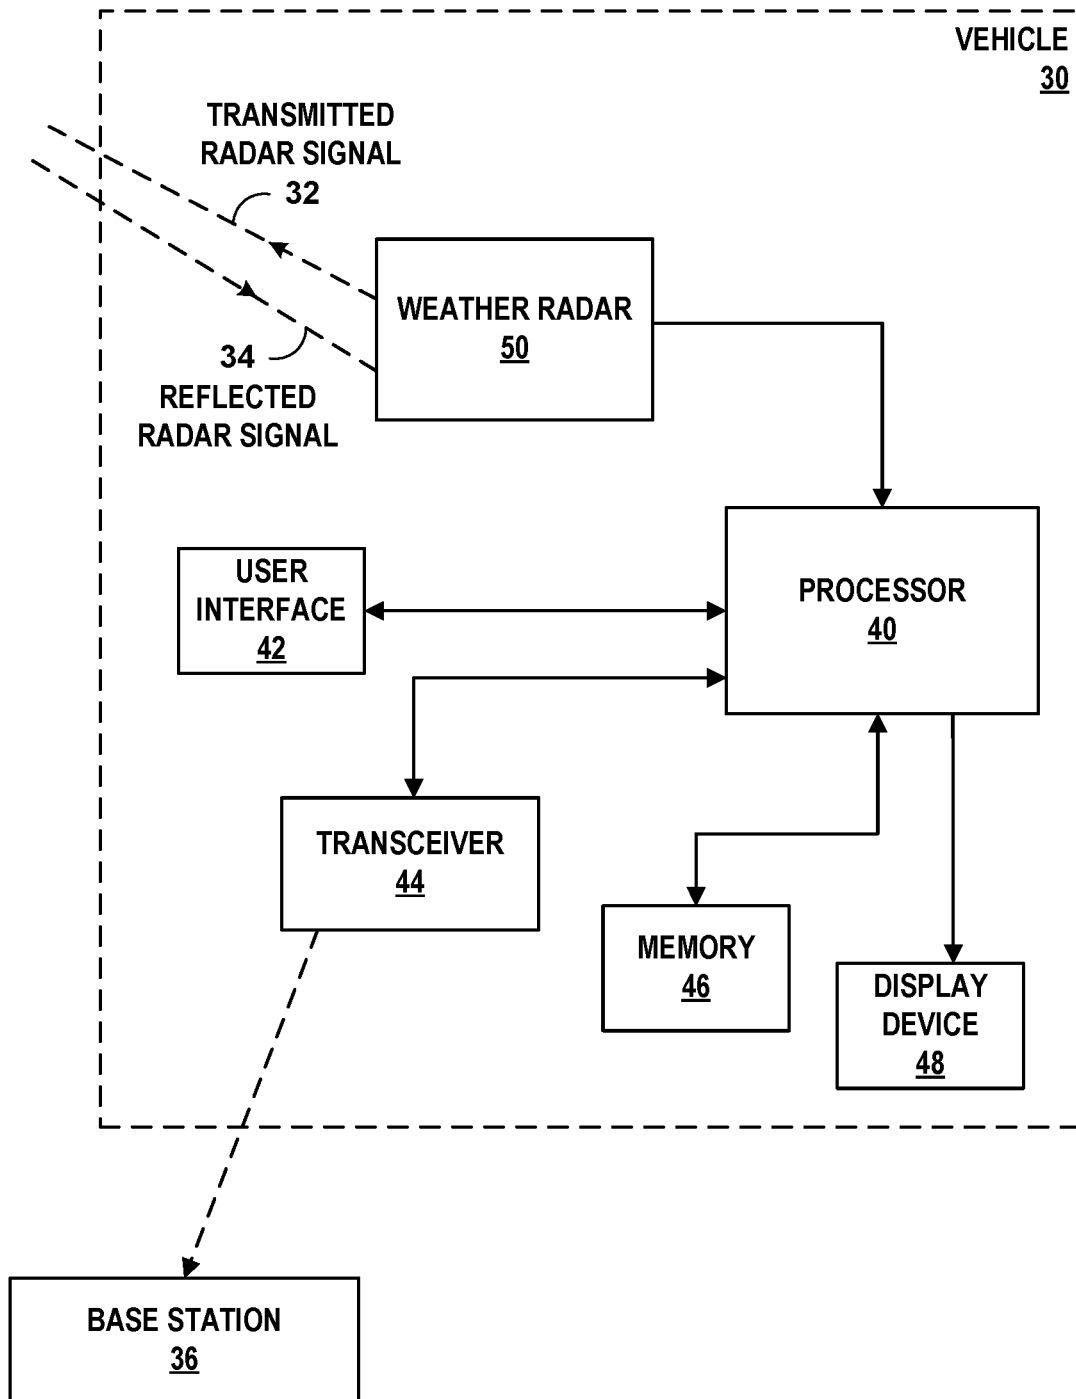 VEHICLE
30
TRANSMITTED
RADAR SIGNAL
32
WEATHER RADAR
50
34
REFLECTED
RADAR SIGNAL
USER
INTERFACE
42
PROCESSOR
40
TRANSCEIVER
44
MEMORY
46
DISPLAY
DEVICE
48
BASE STATION
36